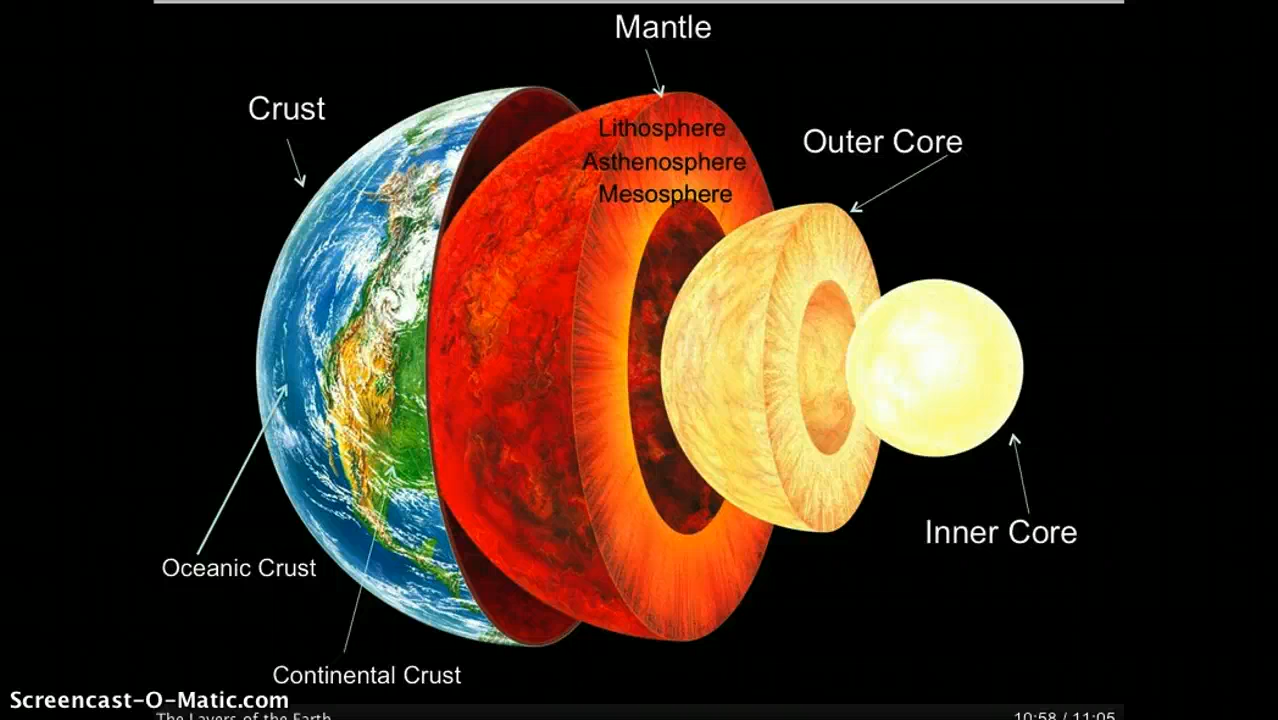 Mantle
Crust
Lithosphere
Outer Core
Asthenosphere
Mesosphere
Inner Core
Oceanic Crust
Continental Crust
Screencast-O-Matic.com
The Layers of the Earth
10:58 / 11:05